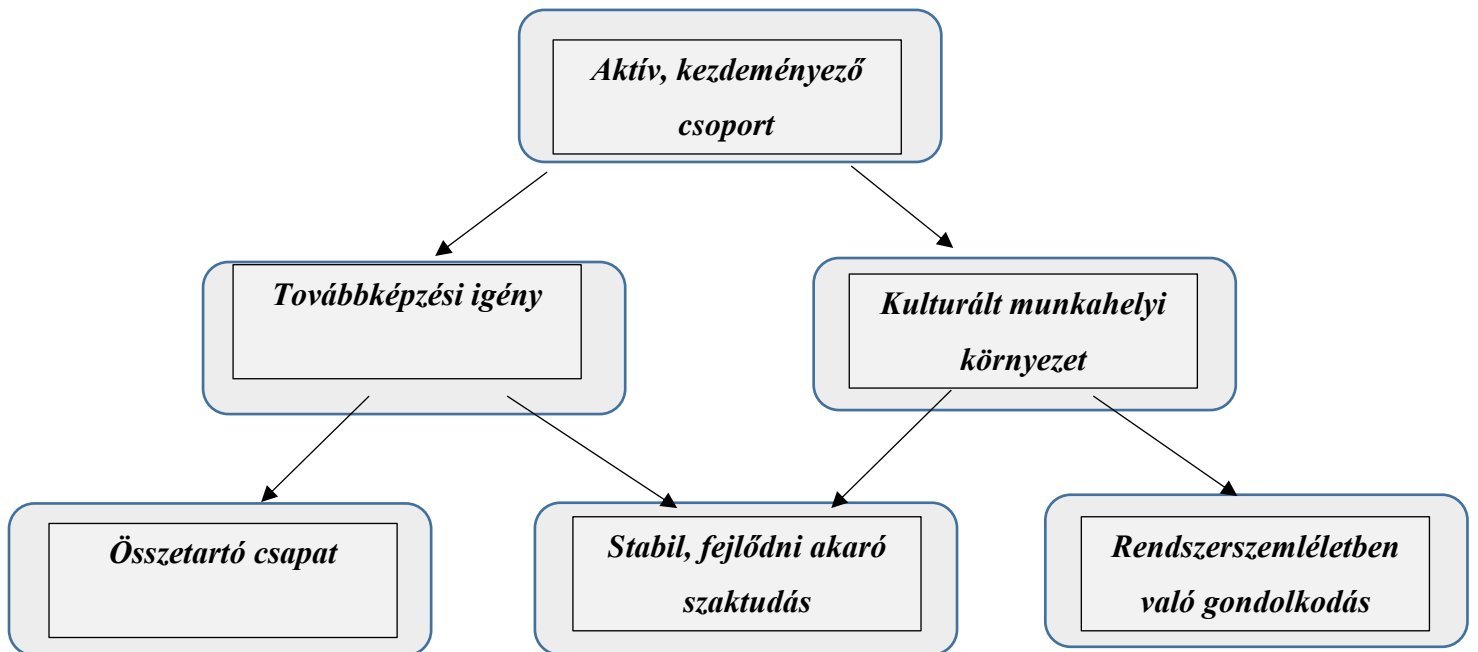 Aktív, kezdeményező
csoport
Továbbképzési igény
Kulturált munkahelyi
környezet
Összetartó csapat
Stabil, fejlődni akaró
szaktudás
Rendszerszemléletben
való gondolkodás